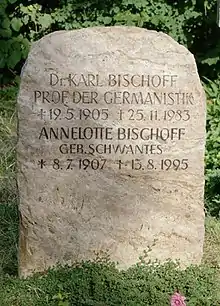 Dr. KARL BISCHOFF
PROF. DER GERMANISTIK
* 19.5.1905 † 25.11.1983
ANNELOTTE BISCHOFF
GEB. SCHWANTES
* 8.7.1907 † 15.8.1995